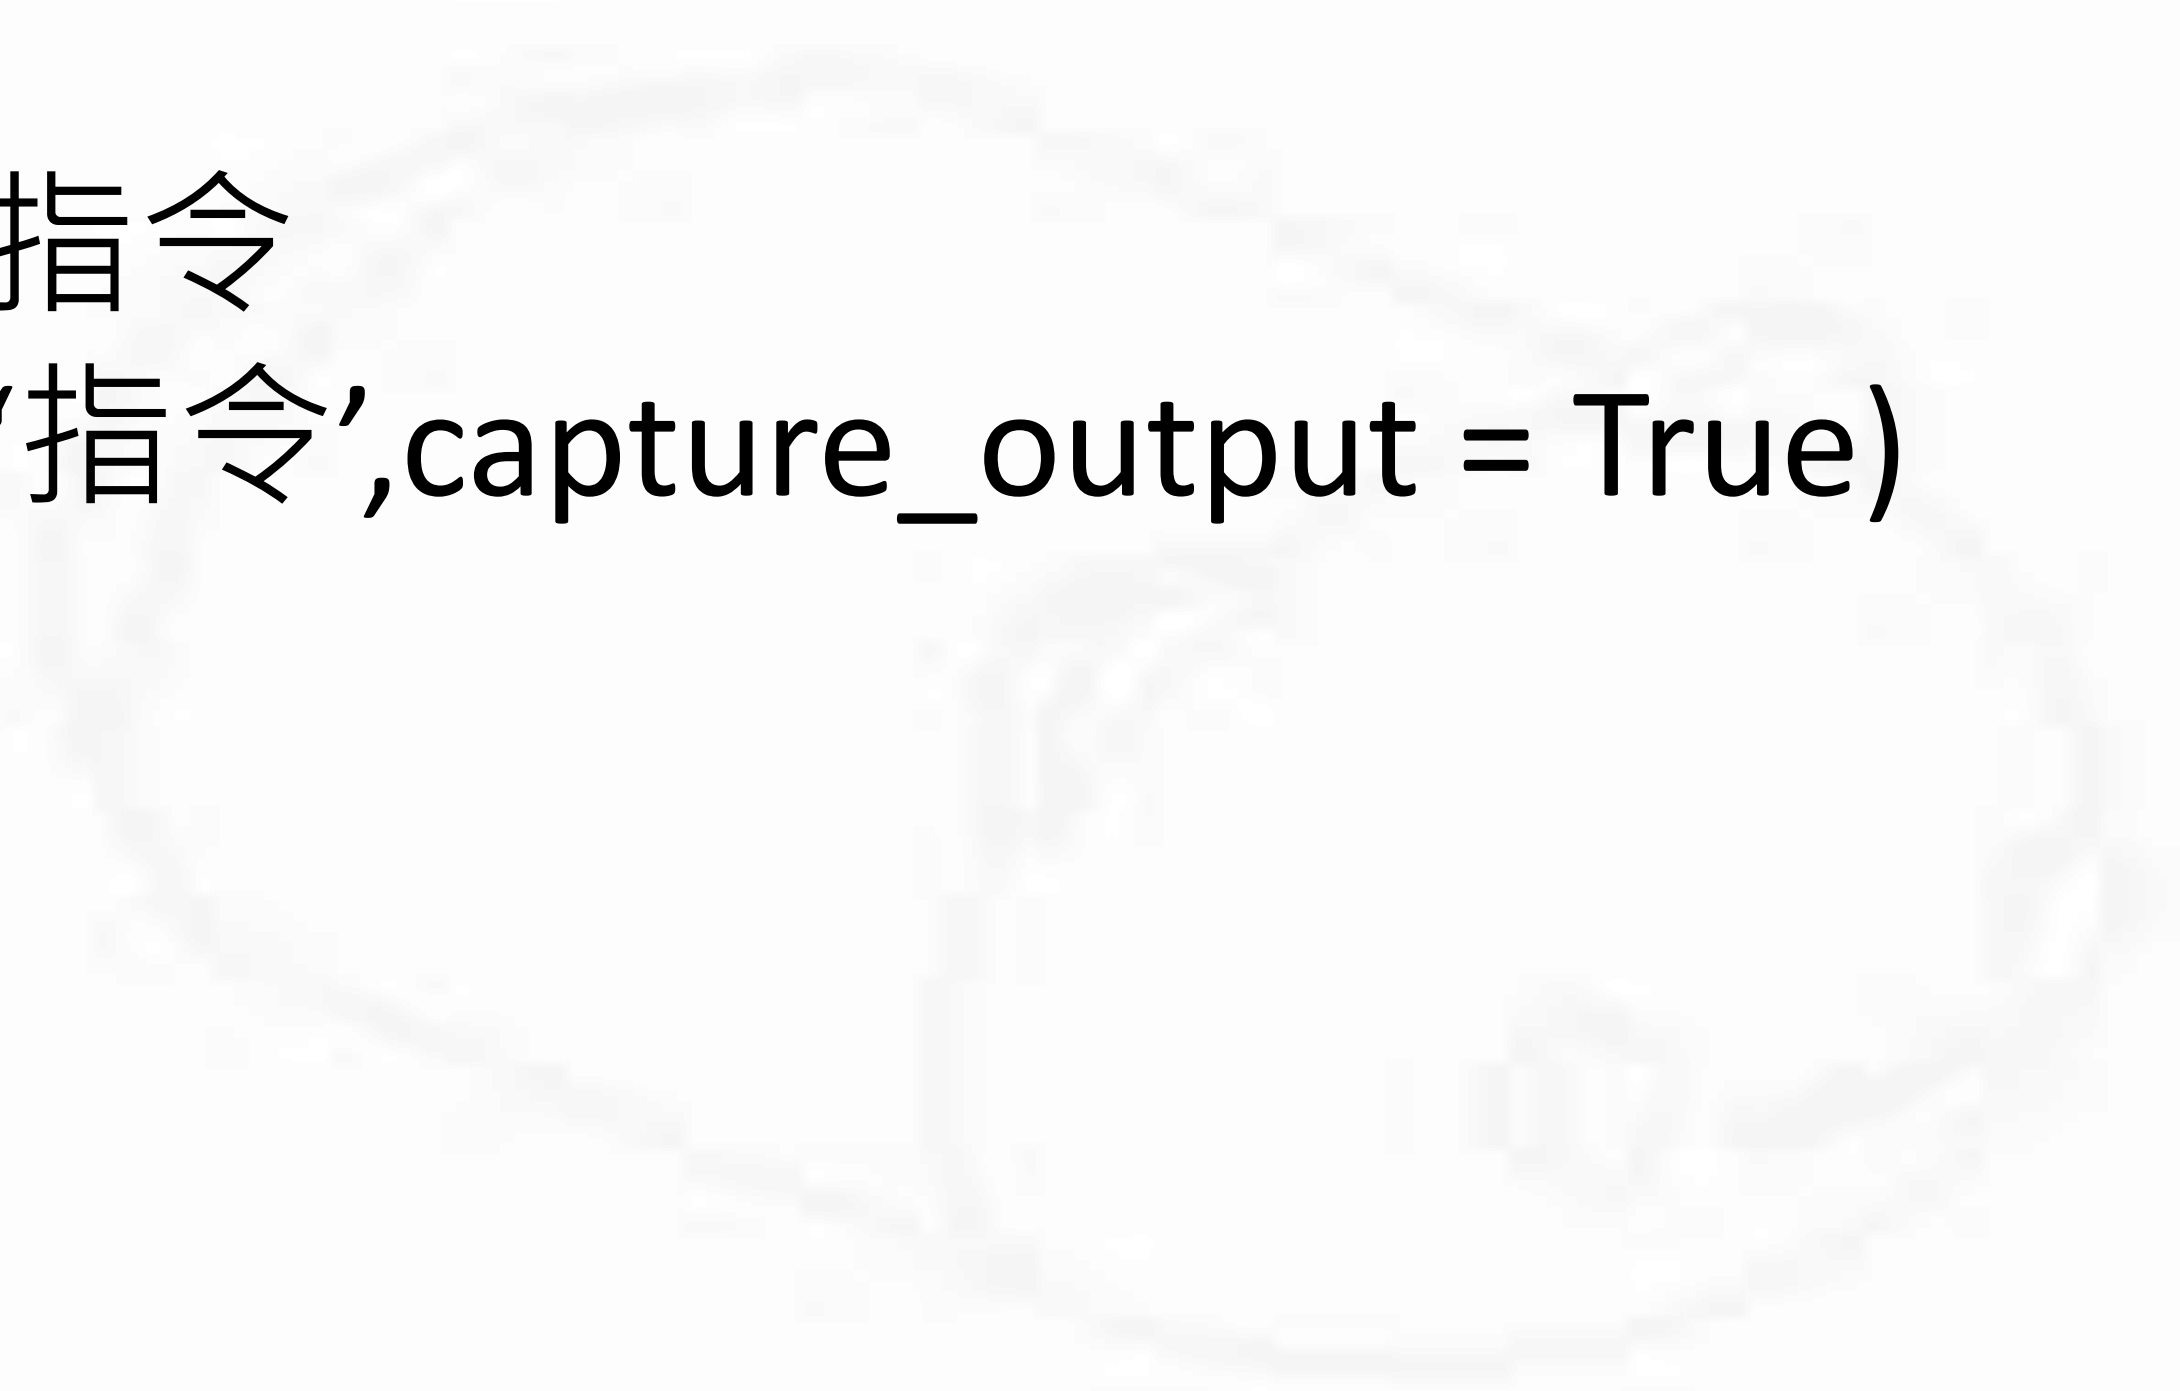 指令
‘指令’,capture_output = True)